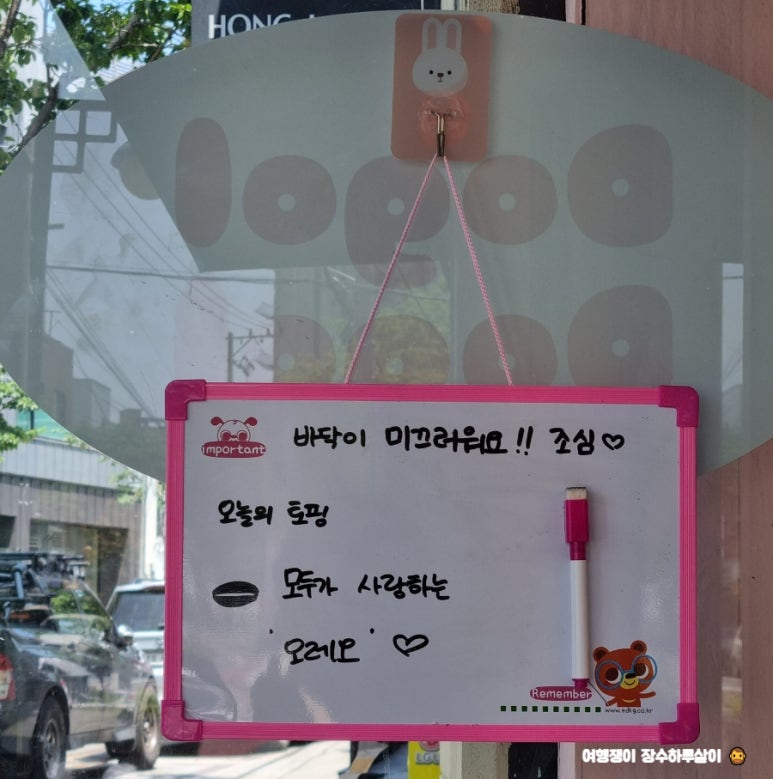 HONG
logoa
important
바닥이 미끄러워요!! 조심♡
오늘의 토핑
모두가 사랑하는
'오레오' ♡
Remember
www.edkg.co.kr
여행쟁이 장수하루살이